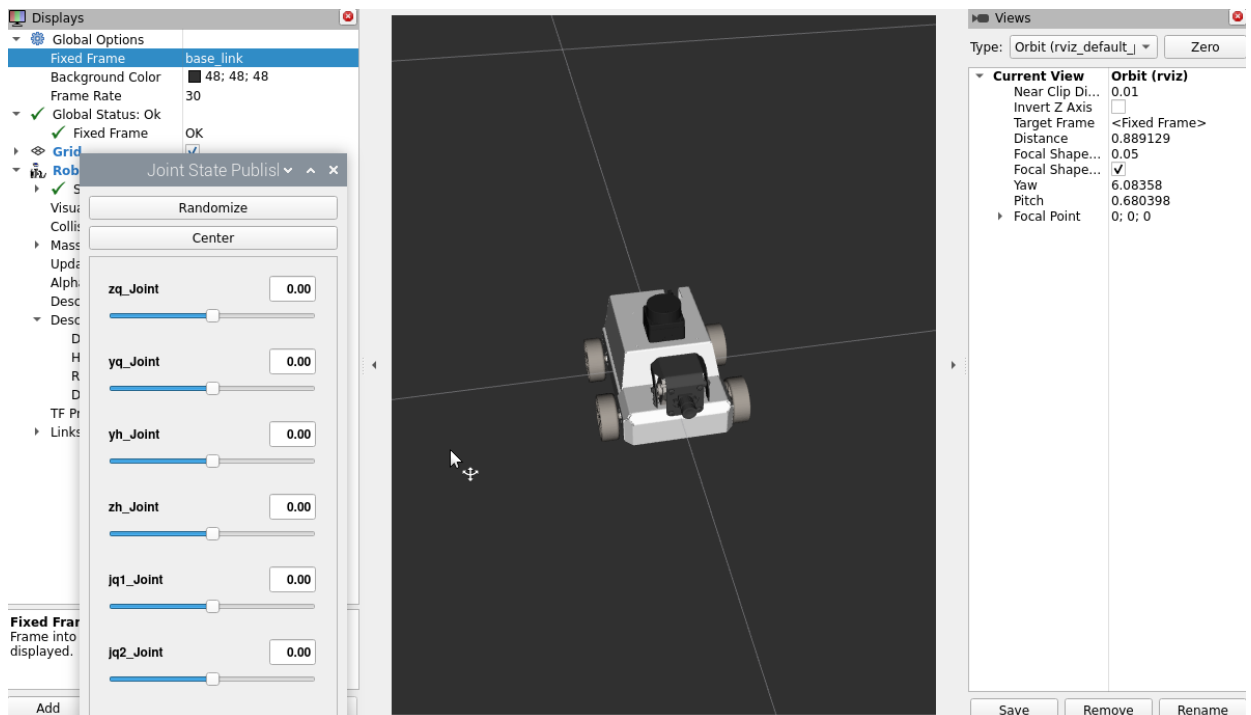 Displays
Global Options
Fixed Frame base_link
Background Color 48; 48; 48
Frame Rate 30
Global Status: Ok
Fixed Frame OK
Grid
Rob
S
Visua
Collis
Mass
Upda
Alph
Desc
Desc
D
H
R
D
TF Pr
Links
Fixed Fran
Frame into
displayed.
Add
Joint State Publisl
Randomize
Center
zq_Joint 0.00
yq_Joint 0.00
yh_Joint 0.00
zh_Joint 0.00
jq1_Joint 0.00
jq2_Joint 0.00
Views
Type: Orbit (rviz_default_ Zero
Current View Orbit (rviz)
Near Clip Di... 0.01
Invert Z Axis
Target Frame <Fixed Frame>
Distance 0.889129
Focal Shape... 0.05
Focal Shape...
Yaw 6.08358
Pitch 0.680398
Focal Point 0; 0; 0
Save Remove Rename